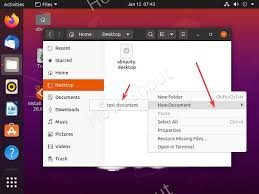 Activities
Files
Jan 12 07:43
Home
Desktop
Recent
Starred
Home
Desktop
Documents
Downloads
Music
Pictures
Videos
ubiquity.
desktop
text document
New Folder
Shift+Ctrl+N
New Document
Paste
Select All
Ctrl+A
Properties
Restore Missing Files...
Open in Terminal